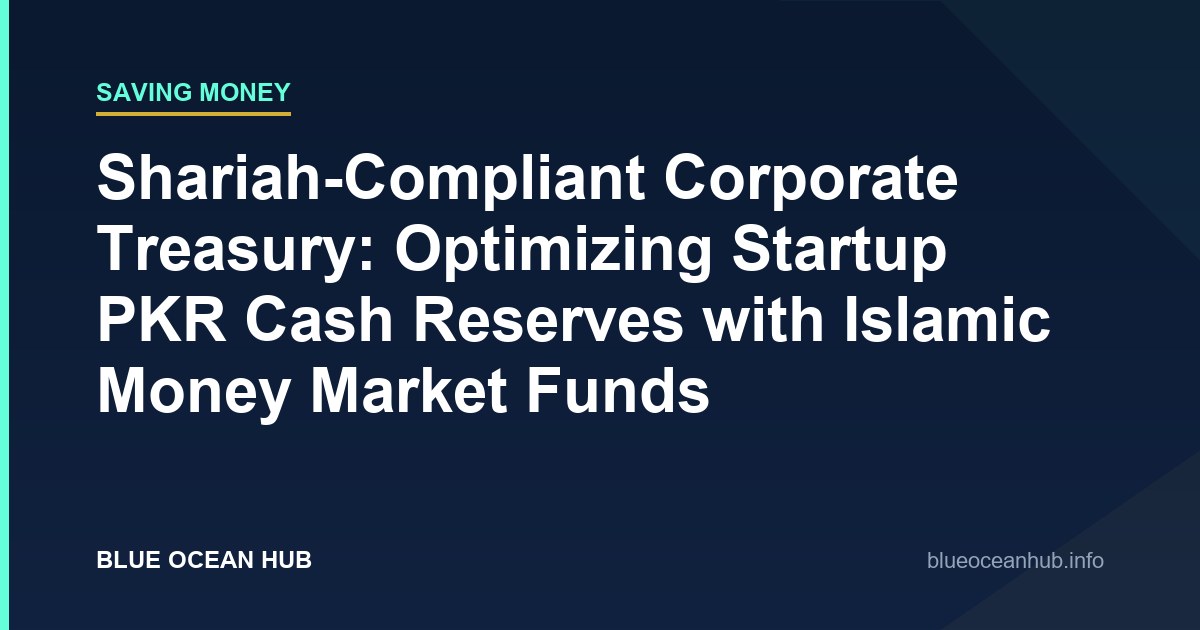 SAVING MONEY
Shariah-Compliant Corporate
Treasury: Optimizing Startup
PKR Cash Reserves with Islamic
Money Market Funds
BLUE OCEAN HUB
blueoceanhub.info